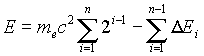 E = m_e c^2 \sum_{i=1}^{n} 2^{i-1} - \sum_{i=1}^{n-1} \Delta E_i